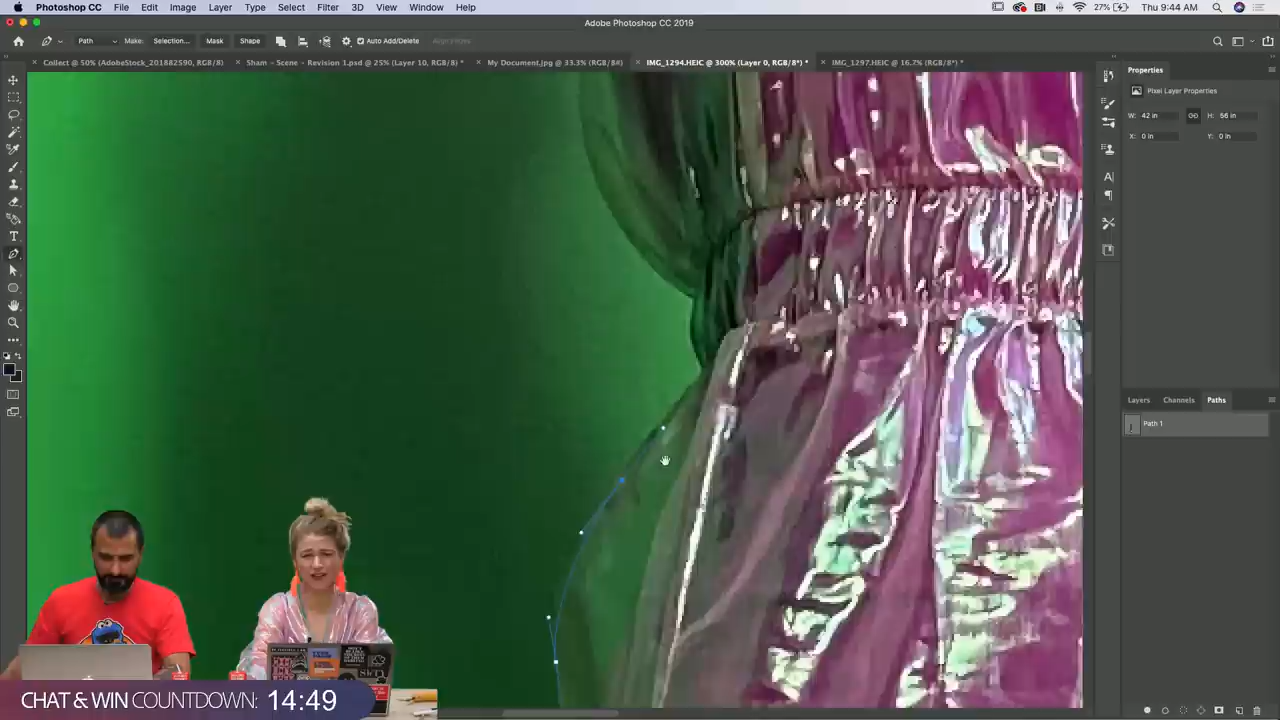 Photoshop CC File Edit Image Layer Type Select Filter 3D View Window Help 27% Thu 9:44 AM
Adobe Photoshop CC 2019
Path Make: Selection... Mask Shape Auto Add/Delete Align Edges
Collect @ 50% (AdobeStock_201882590, RGB/8) Sham – Scene – Revision 1.psd @ 25% (Layer 10, RGB/8) * My Document.jpg @ 33.3% (RGB/8#) IMG_1294.HEIC @ 300% (Layer 0, RGB/8*) * IMG_1297.HEIC @ 16.7% (RGB/8*) *
Properties
Pixel Layer Properties
W: 42 in H: 56 in
X: 0 in Y: 0 in
Layers Channels Paths
Path 1
CHAT & WIN COUNTDOWN: 14:49